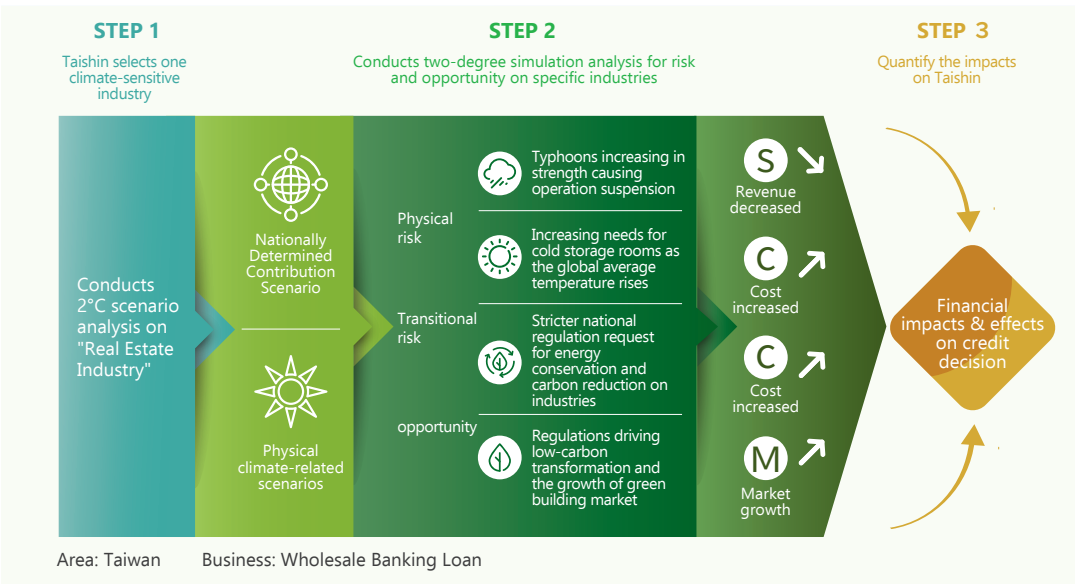 STEP 1
Taishin selects one
climate-sensitive
industry
STEP 2
Conducts two-degree simulation analysis for risk
and opportunity on specific industries
STEP 3
Quantify the impacts
on Taishin
Conducts
2°C scenario
analysis on
"Real Estate
Industry"
Nationally
Determined
Contribution
Scenario
Physical
climate-related
scenarios
Physical
risk
Typhoons increasing in
strength causing
operation suspension
Increasing needs for
cold storage rooms as
the global average
temperature rises
Transitional
risk
Stricter national
regulation request
for energy
conservation and
carbon reduction on
industries
opportunity
Regulations driving
low-carbon
transformation and
the growth of green
building market
S
Revenue
decreased
C
Cost
increased
C
Cost
increased
M
Market
growth
Financial
impacts & effects
on credit
decision
Area: Taiwan Business: Wholesale Banking Loan